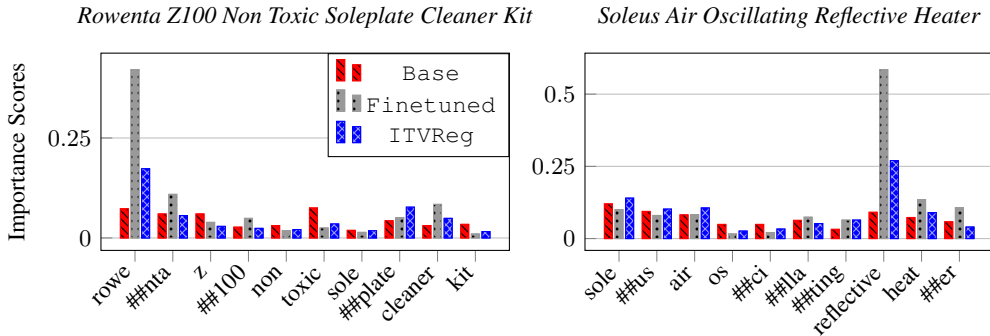 Rowenta Z100 Non Toxic Soleplate Cleaner Kit
Importance Scores
0.25
0
Base
Finetuned
ITVReg
rowe
##nta
z
##100
non
toxic
sole
##plate
cleaner
kit
Soleus Air Oscillating Reflective Heater
0.5
0.25
0
sole
##us
air
os
##ci
##lla
##ting
reflective
heat
##er